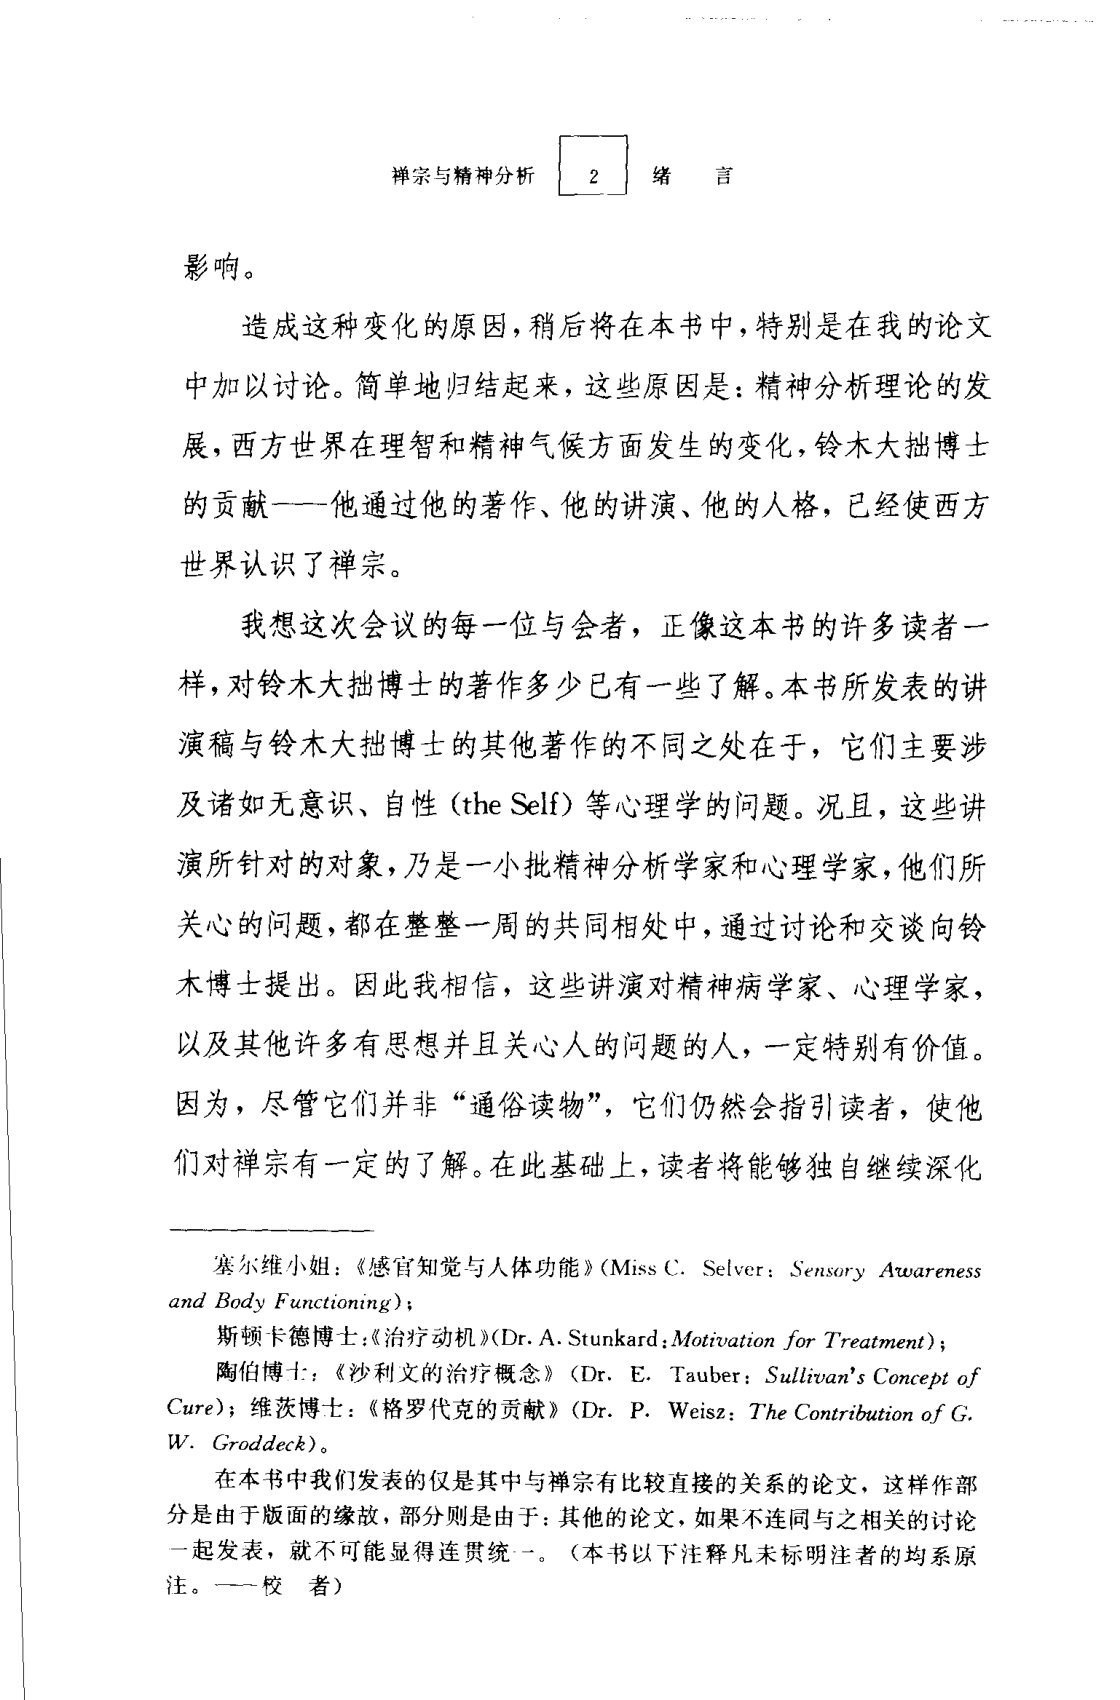 禅宗与精神分析 2 绪 言
影响。
造成这种变化的原因，稍后将在本书中，特别是在我的论文
中加以讨论。简单地归结起来，这些原因是：精神分析理论的发
展，西方世界在理智和精神气候方面发生的变化，铃木大拙博士
的贡献——他通过他的著作、他的讲演、他的人格，已经使西方
世界认识了禅宗。
我想这次会议的每一位与会者，正像这本书的许多读者一
样，对铃木大拙博士的著作多少已有一些了解。本书所发表的讲
演稿与铃木大拙博士的其他著作的不同之处在于，它们主要涉
及诸如无意识、自性（the Self）等心理学的问题。况且，这些讲
演所针对的对象，乃是一小批精神分析学家和心理学家，他们所
关心的问题，都在整整一周的共同相处中，通过讨论和交谈向铃
木博士提出。因此我相信，这些讲演对精神病学家、心理学家，
以及其他许多有思想并且关心人的问题的人，一定特别有价值。
因为，尽管它们并非“通俗读物”，它们仍然会指引读者，使他
们对禅宗有一定的了解。在此基础上，读者将能够独自继续深化
塞尔维小姐：《感官知觉与人体功能》(Miss C. Selver: Sensory Awareness
and Body Functioning)；
斯顿卡德博士：《治疗动机》(Dr. A. Stunkard: Motivation for Treatment)；
陶伯博士：《沙利文的治疗概念》(Dr. E. Tauber: Sullivan's Concept of
Cure)；维茨博士：《格罗代克的贡献》(Dr. P. Weisz: The Contribution of G.
W. Groddeck)。
在本书中我们发表的仅是其中与禅宗有比较直接的关系的论文，这样作部
分是由于版面的缘故，部分则是由于：其他的论文，如果不连同与之相关的讨论
一起发表，就不可能显得连贯统一。（本书以下注释凡未标明注者的均系原
注。——校 者）